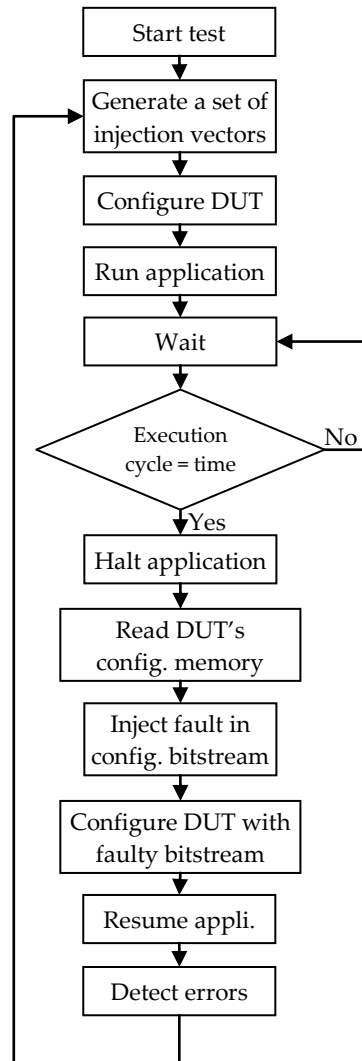 Start test
Generate a set of
injection vectors
Configure DUT
Run application
Wait
Execution
cycle = time
No
Yes
Halt application
Read DUT’s
config. memory
Inject fault in
config. bitstream
Configure DUT with
faulty bitstream
Resume appli.
Detect errors